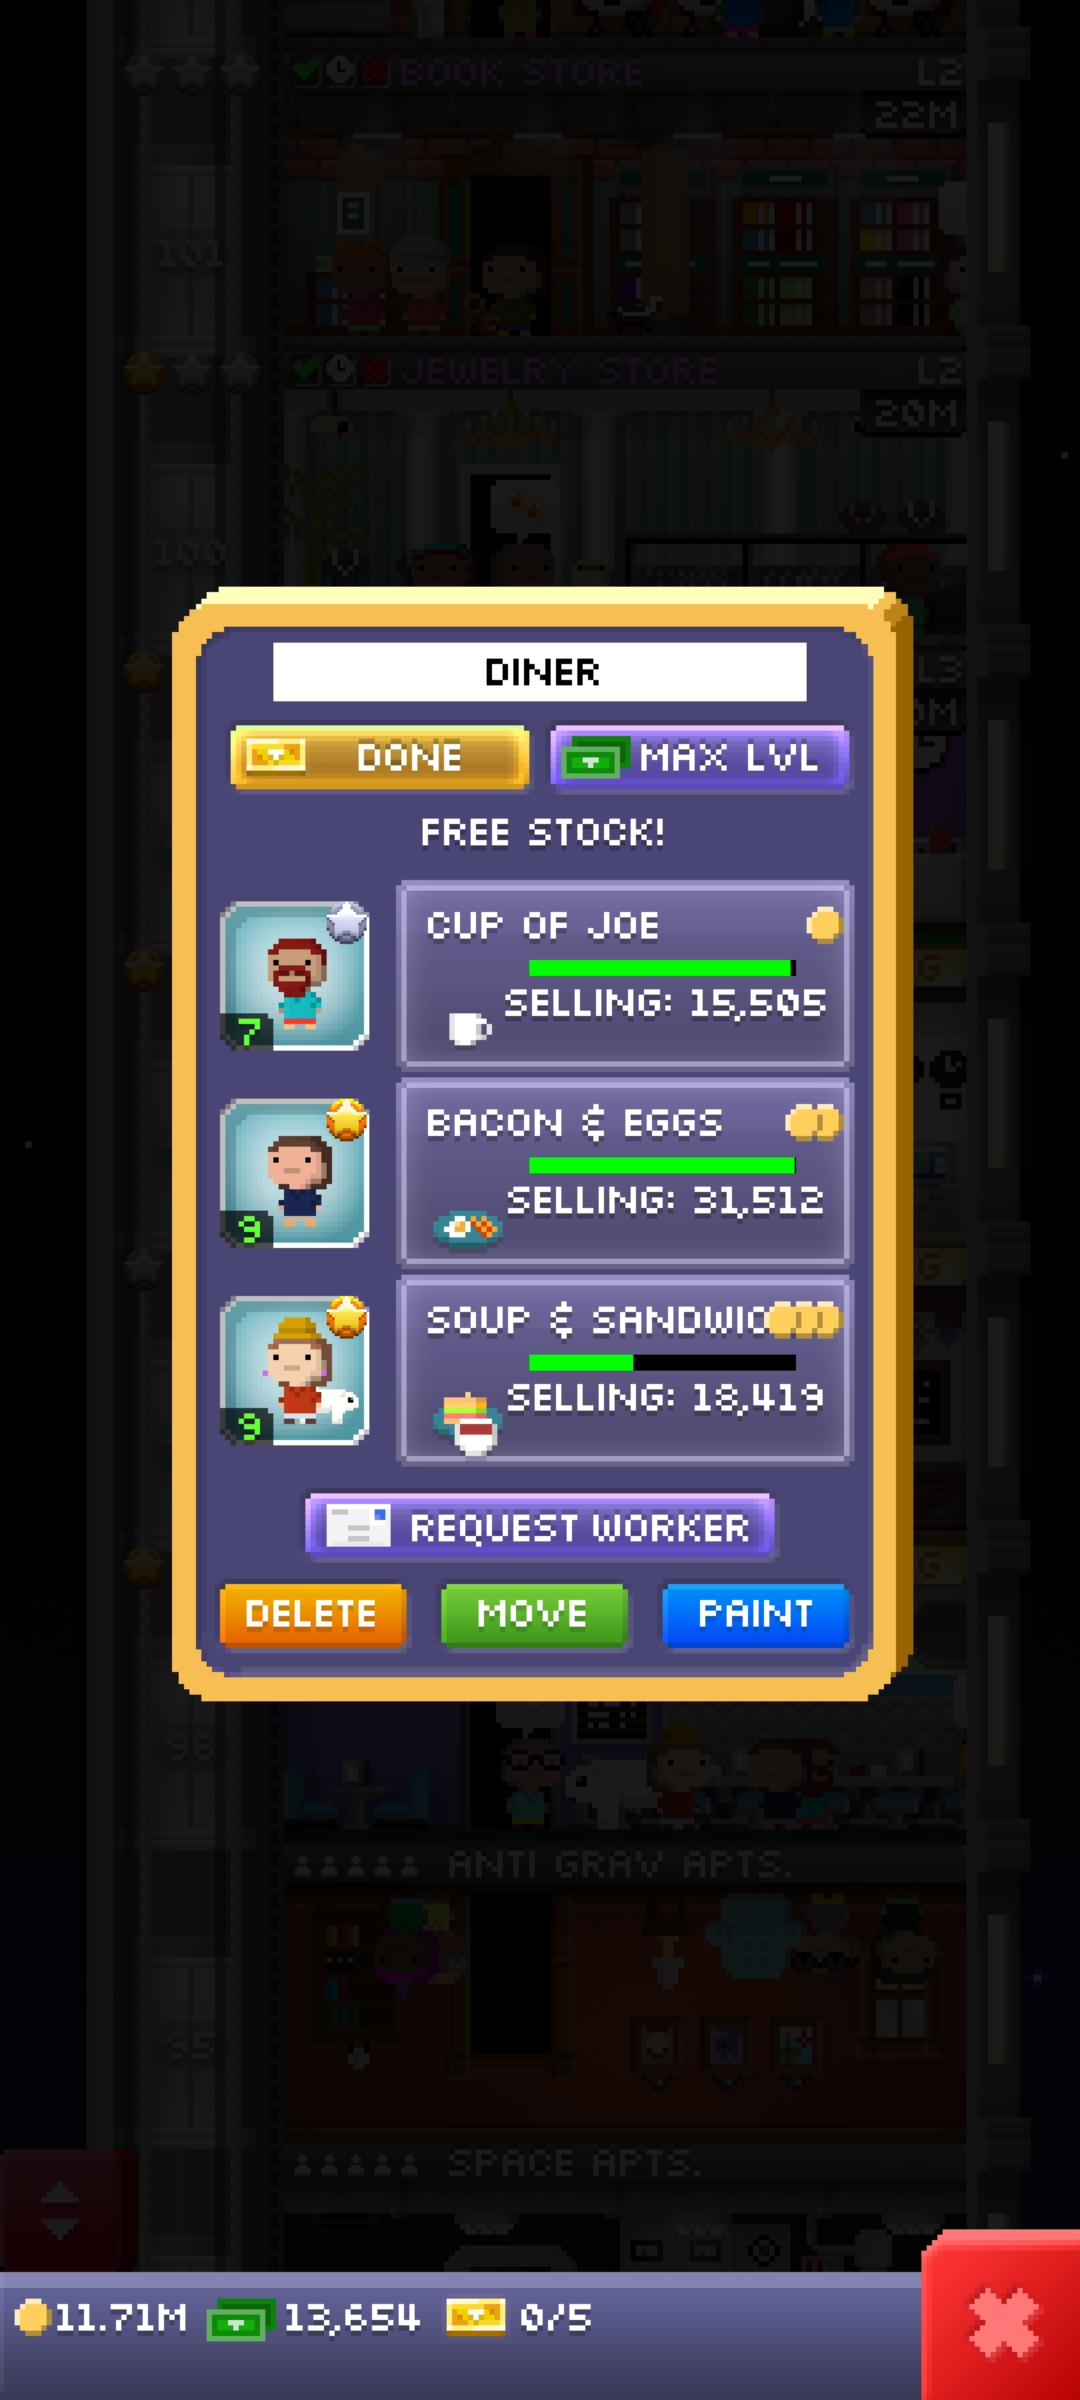 BOOK STORE L2
22M
101
JEWELRY STORE L2
20M
100
L3
DINER
DONE
MAX LVL
FREE STOCK!
CUP OF JOE
SELLING: 15,505
7
BACON & EGGS
SELLING: 31,512
9
SOUP & SANDWIC
SELLING: 18,419
9
REQUEST WORKER
DELETE
MOVE
PAINT
ANTI GRAV APTS.
95
SPACE APTS.
11.71M
13,654
0/5